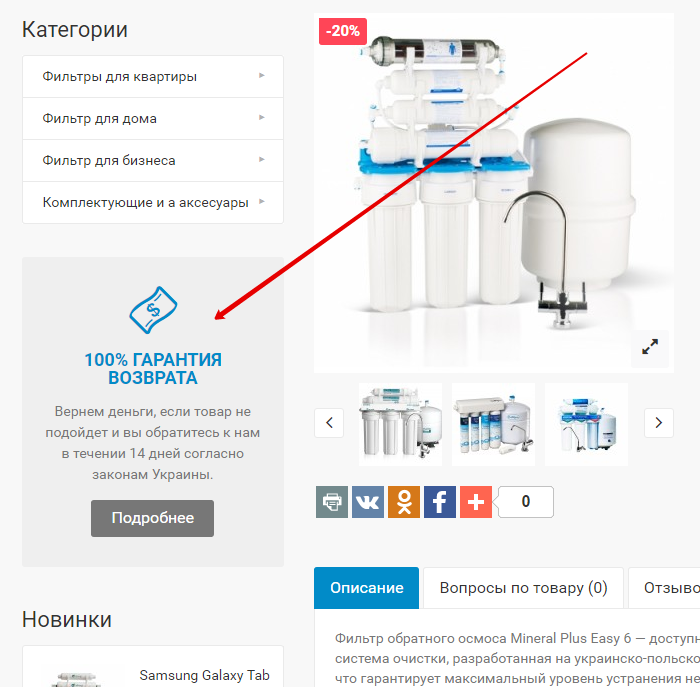 Категории
Фильтры для квартиры
Фильтр для дома
Фильтр для бизнеса
Комплектующие и а аксесуары
100% ГАРАНТИЯ
ВОЗВРАТА
Вернем деньги, если товар не
подойдет и вы обратитесь к нам
в течении 14 дней согласно
законам Украины.
Подробнее
Новинки
Samsung Galaxy Tab
-20%
0
Описание
Вопросы по товару (0)
Отзыво
Фильтр обратного осмоса Mineral Plus Easy 6 — доступн
система очистки, разработанная на украинско-польско
что гарантирует максимальный уровень устранения не